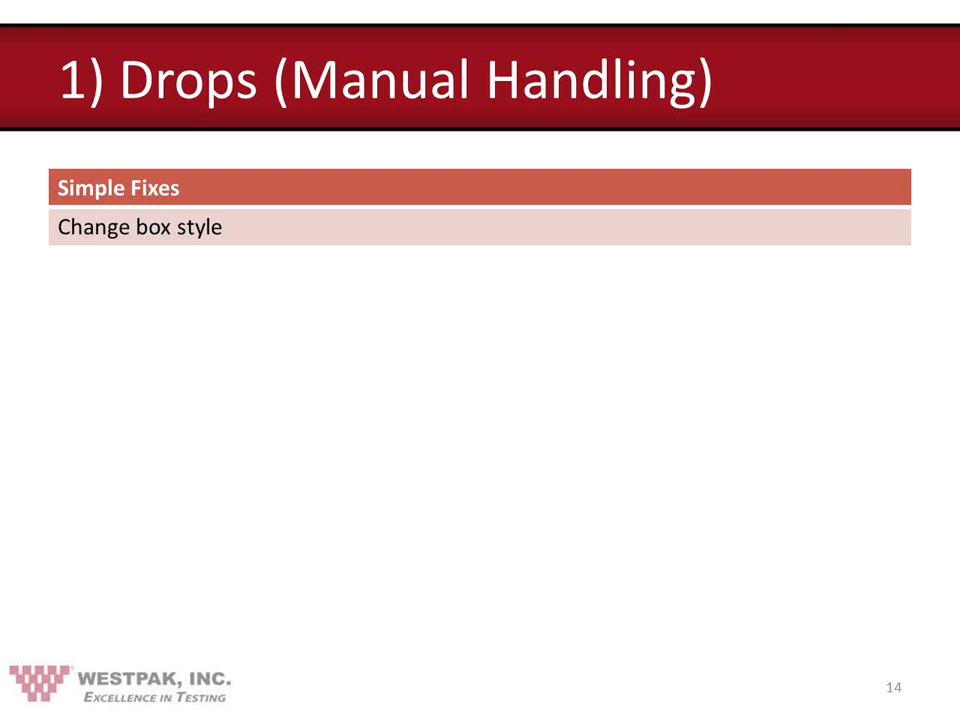 1) Drops (Manual Handling)
Simple Fixes
Change box style
WESTPAK, INC.
EXCELLENCE IN TESTING
14